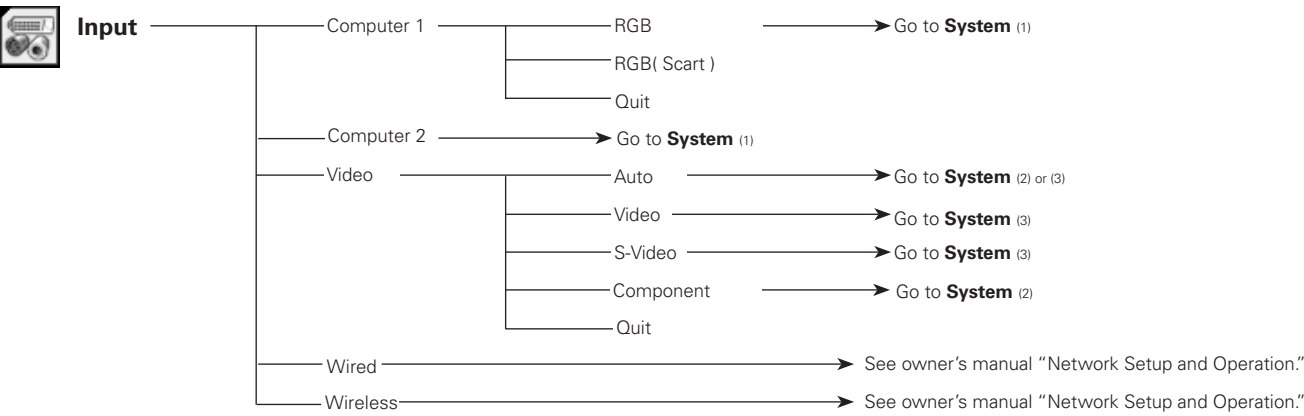 Input
Computer 1
RGB
Go to System (1)
RGB( Scart )
Quit
Computer 2
Go to System (1)
Video
Auto
Go to System (2) or (3)
Video
Go to System (3)
S-Video
Go to System (3)
Component
Go to System (2)
Quit
Wired
See owner’s manual “Network Setup and Operation.”
Wireless
See owner’s manual “Network Setup and Operation.”